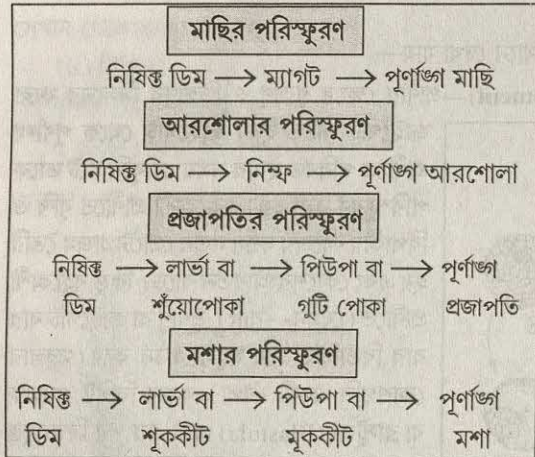 মাছির পরিস্ফুরণ
নিষিক্ত ডিম → ম্যাগট → পূর্ণাঙ্গ মাছি
আরশোলার পরিস্ফুরণ
নিষিক্ত ডিম → নিম্ফ → পূর্ণাঙ্গ আরশোলা
প্রজাপতির পরিস্ফুরণ
নিষিক্ত → লার্ভা বা → পিউপা বা → পূর্ণাঙ্গ
ডিম শুঁয়োপোকা গুটি পোকা প্রজাপতি
মশার পরিস্ফুরণ
নিষিক্ত → লার্ভা বা → পিউপা বা → পূর্ণাঙ্গ
ডিম শূককীট মূককীট মশা